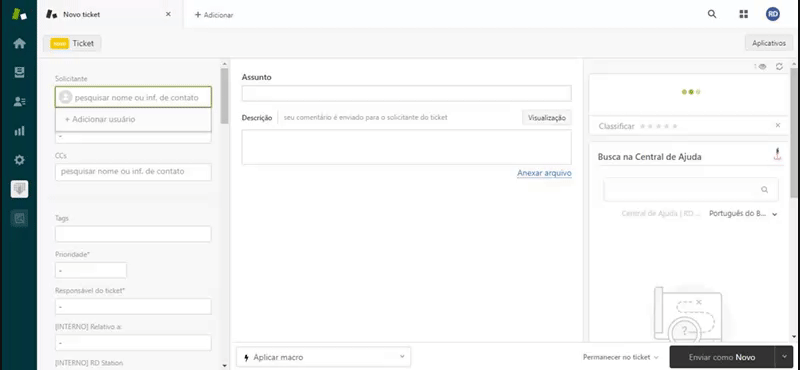 Novo ticket
×
+ Adicionar
RD
Ticket
Aplicativos
Solicitante
pesquisar nome ou inf. de contato
+ Adicionar usuário
-
CCs
pesquisar nome ou inf. de contato
Tags
Prioridade*
-
Responsável do ticket*
-
[INTERNO] Relativo a:
-
[INTERNO] RD Station
Assunto
Descrição
seu comentário é enviado para o solicitante do ticket
Visualização
Anexar arquivo
Aplicar macro
Classificar
×
Busca na Central de Ajuda
Central de Ajuda | RD ...
Português do B...
Permanecer no ticket
Enviar como Novo